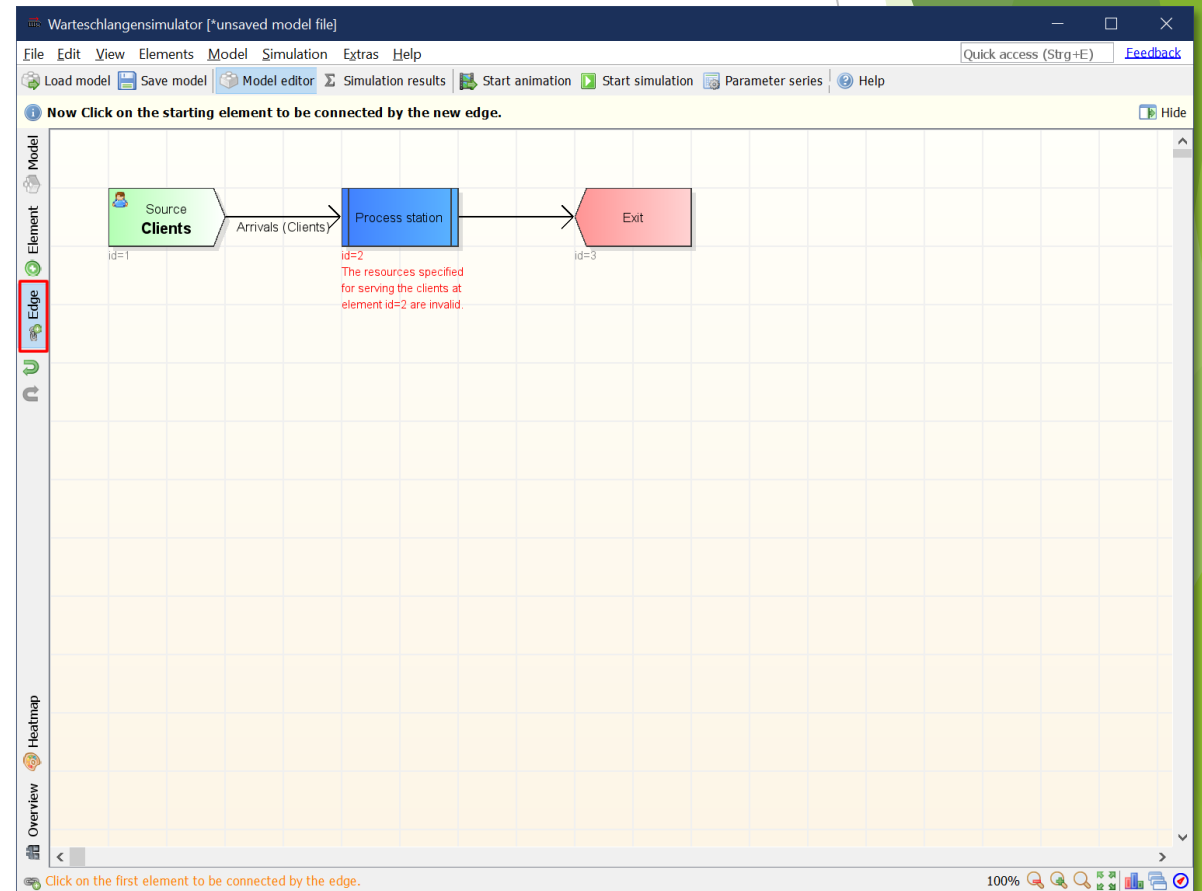 Warteschlangensimulator [*unsaved model file]
File Edit View Elements Model Simulation Extras Help
Quick access (Strg+E) Feedback
Load model Save model Model editor Σ Simulation results Start animation Start simulation Parameter series Help
Now Click on the starting element to be connected by the new edge.
Hide
Model
Element
Edge
Heatmap
Overview
Source
Clients
id=1
Arrivals (Clients)
Process station
id=2
The resources specified
for serving the clients at
element id=2 are invalid.
Exit
id=3
Click on the first element to be connected by the edge.
100%